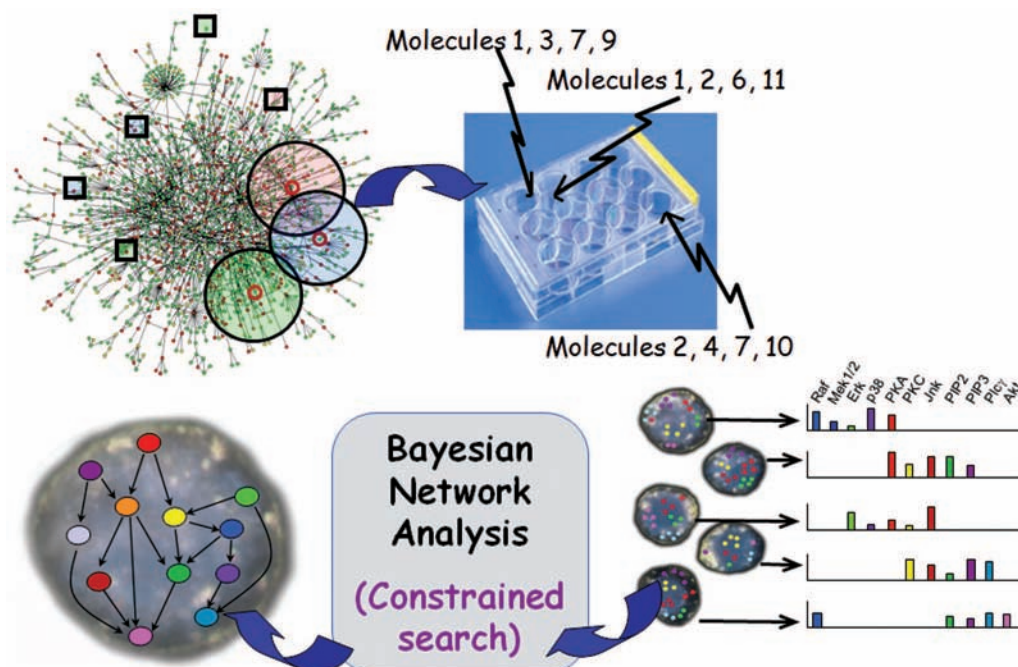 Molecules 1, 3, 7, 9
Molecules 1, 2, 6, 11
Molecules 2, 4, 7, 10
Raf
Mek1/2
Erk
p38
PKA
PKC
Jnk
PIP2
PIP3
Plcγ
Akt
Bayesian
Network
Analysis
(Constrained
search)